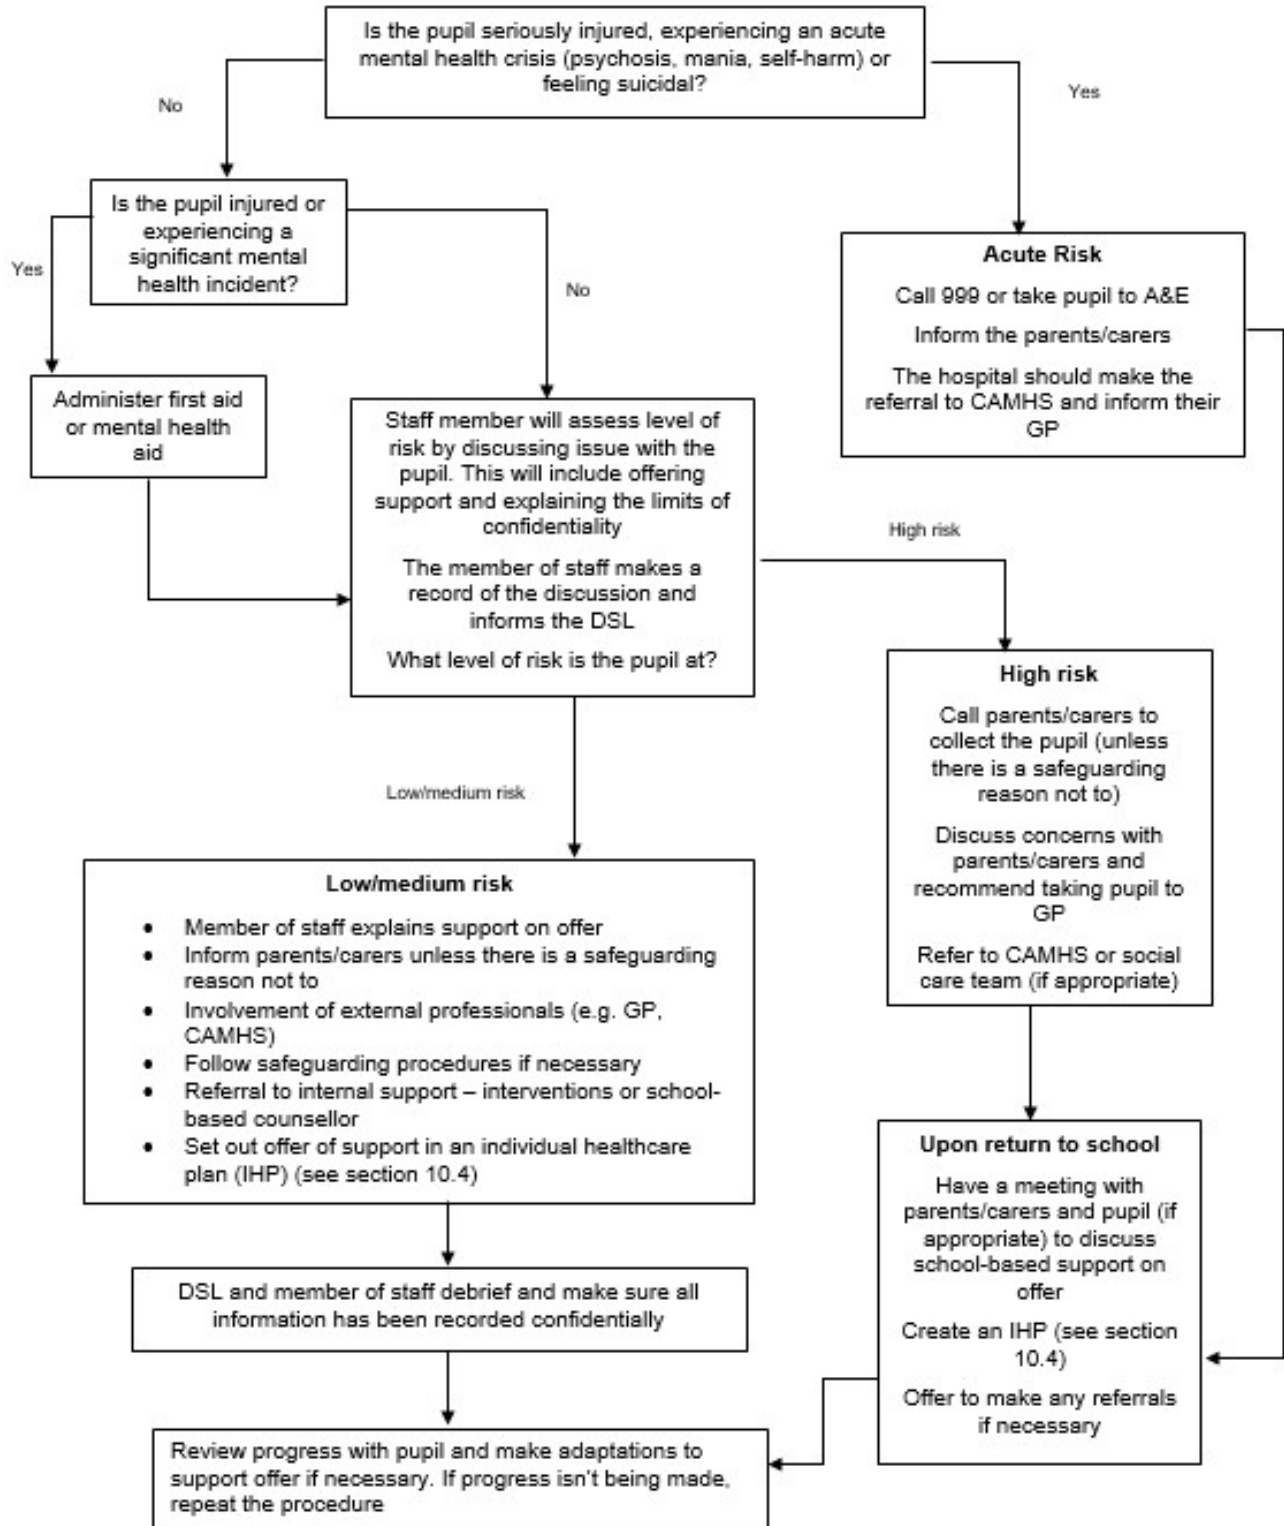 Is the pupil seriously injured, experiencing an acute
mental health crisis (psychosis, mania, self-harm) or
feeling suicidal?
No
Yes
Is the pupil injured or
experiencing a
significant mental
health incident?
Yes
No
Acute Risk
Call 999 or take pupil to A&E
Inform the parents/carers
The hospital should make the
referral to CAMHS and inform their
GP
Administer first aid
or mental health
aid
Staff member will assess level of
risk by discussing issue with the
pupil. This will include offering
support and explaining the limits of
confidentiality
The member of staff makes a
record of the discussion and
informs the DSL
What level of risk is the pupil at?
High risk
Low/medium risk
High risk
Call parents/carers to
collect the pupil (unless
there is a safeguarding
reason not to)
Discuss concerns with
parents/carers and
recommend taking pupil to
GP
Refer to CAMHS or social
care team (if appropriate)
Low/medium risk
• Member of staff explains support on offer
• Inform parents/carers unless there is a safeguarding
reason not to
• Involvement of external professionals (e.g. GP,
CAMHS)
• Follow safeguarding procedures if necessary
• Referral to internal support – interventions or school-
based counsellor
• Set out offer of support in an individual healthcare
plan (IHP) (see section 10.4)
Upon return to school
Have a meeting with
parents/carers and pupil (if
appropriate) to discuss
school-based support on
offer
Create an IHP (see section
10.4)
Offer to make any referrals
if necessary
DSL and member of staff debrief and make sure all
information has been recorded confidentially
Review progress with pupil and make adaptations to
support offer if necessary. If progress isn't being made,
repeat the procedure